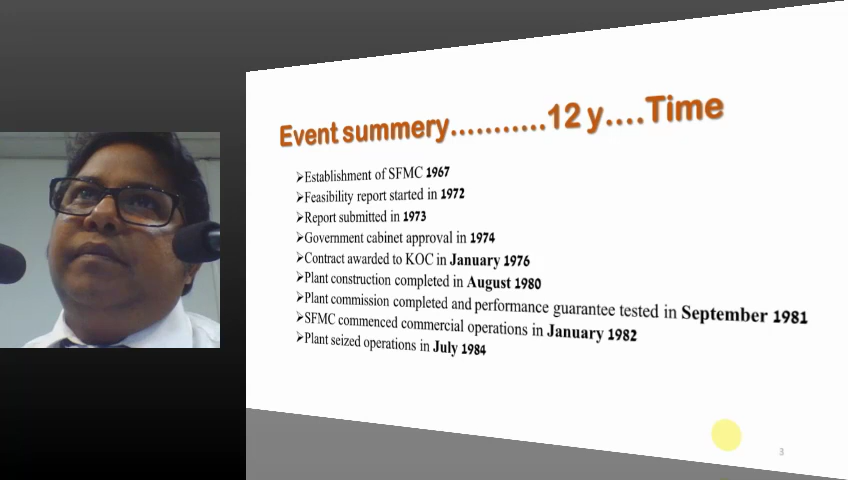 Event summery...........12 y....Time
➢Establishment of SFMC 1967
➢Feasibility report started in 1972
➢Report submitted in 1973
➢Government cabinet approval in 1974
➢Contract awarded to KOC in January 1976
➢Plant construction completed in August 1980
➢Plant commission completed and performance guarantee tested in September 1981
➢SFMC commenced commercial operations in January 1982
➢Plant seized operations in July 1984
3